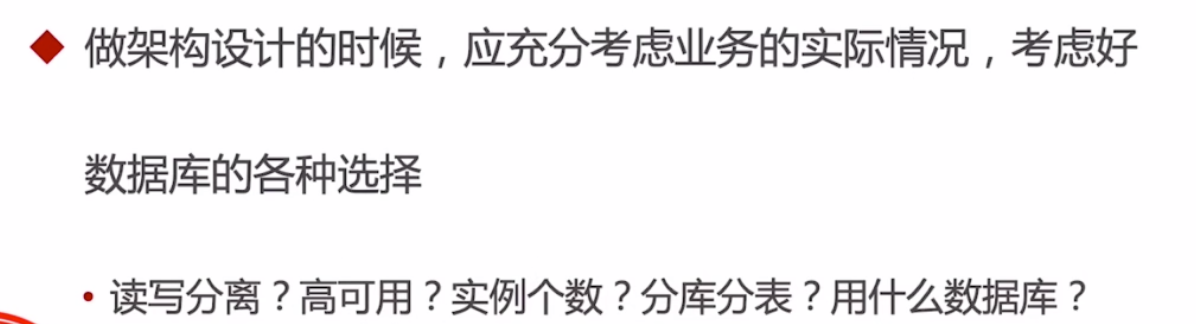 做架构设计的时候，应充分考虑业务的实际情况，考虑好
数据库的各种选择
• 读写分离？高可用？实例个数？分库分表？用什么数据库？